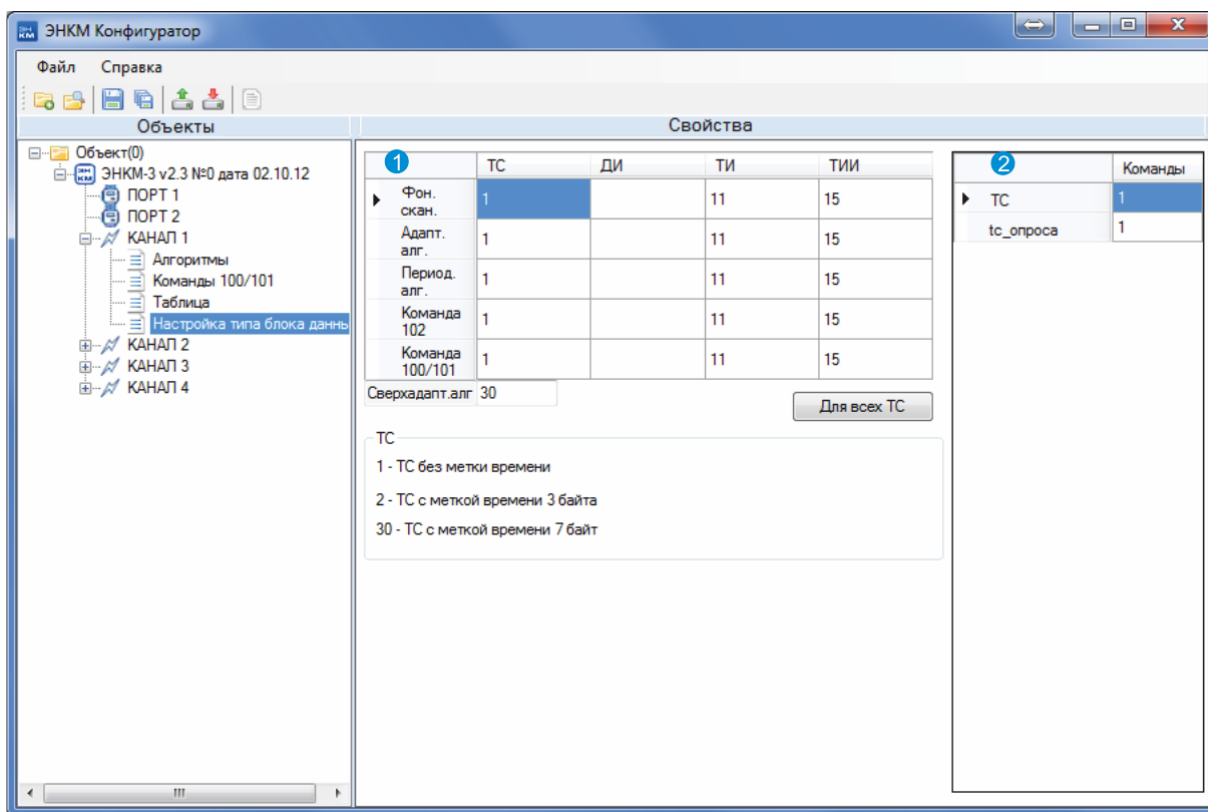 ЭНКМ Конфигуратор
Файл Справка
Объекты Свойства
Объект(0)
ЭНКМ-3 v2.3 №0 дата 02.10.12
ПОРТ 1
ПОРТ 2
КАНАЛ 1
Алгоритмы
Команды 100/101
Таблица
Настройка типа блока данны
КАНАЛ 2
КАНАЛ 3
КАНАЛ 4
1 ТС ДИ ТИ ТИИ
Фон. скан. 1 11 15
Адапт. алг. 1 11 15
Период. алг. 1 11 15
Команда 102 1 11 15
Команда 100/101 1 11 15
Сверхадапт.алг 30
Для всех ТС
ТС
1 - ТС без метки времени
2 - ТС с меткой времени 3 байта
30 - ТС с меткой времени 7 байт
2 Команды
ТС 1
tc_опроса 1